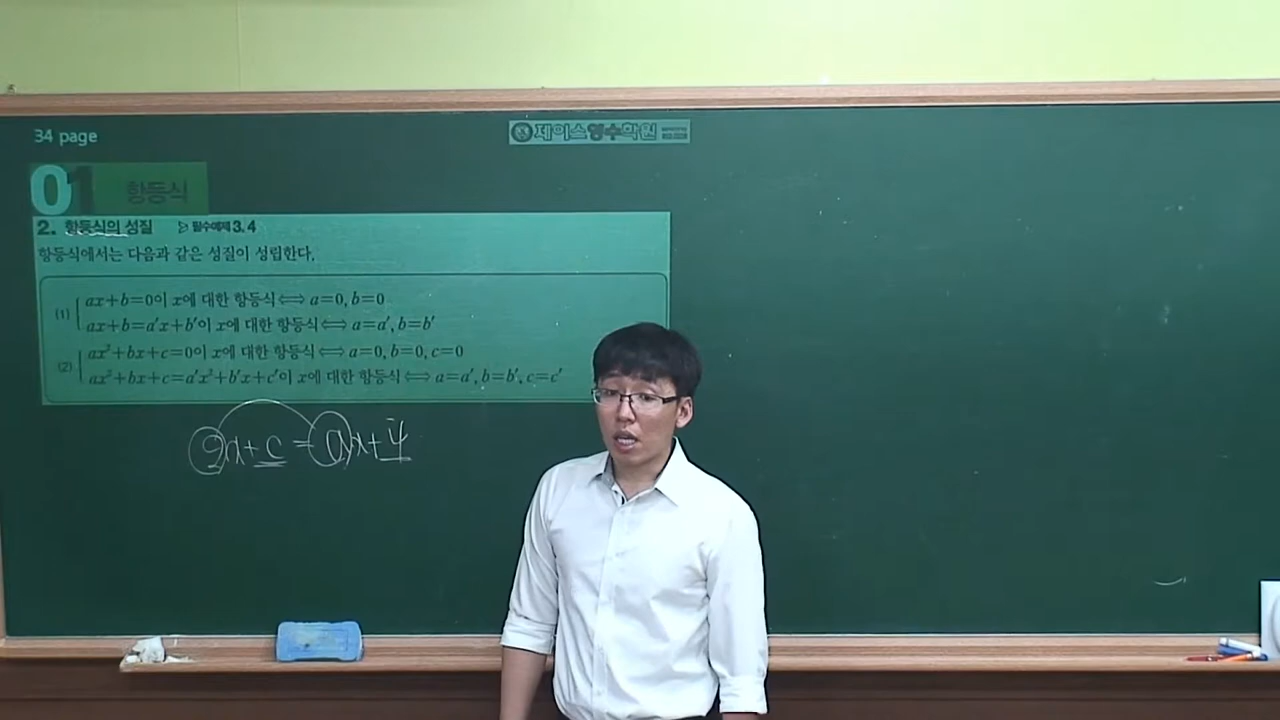 34 page
제이스영수학원
01 항등식
2. 항등식의 성질 ▷ 필수예제 3, 4
항등식에서는 다음과 같은 성질이 성립한다.
(1) ax+b=0이 x에 대한 항등식 ⟺ a=0, b=0
ax+b=a′x+b′이 x에 대한 항등식 ⟺ a=a′, b=b′
(2) ax²+bx+c=0이 x에 대한 항등식 ⟺ a=0, b=0, c=0
ax²+bx+c=a′x²+b′x+c′이 x에 대한 항등식 ⟺ a=a′, b=b′, c=c′
2x+c=ax+4